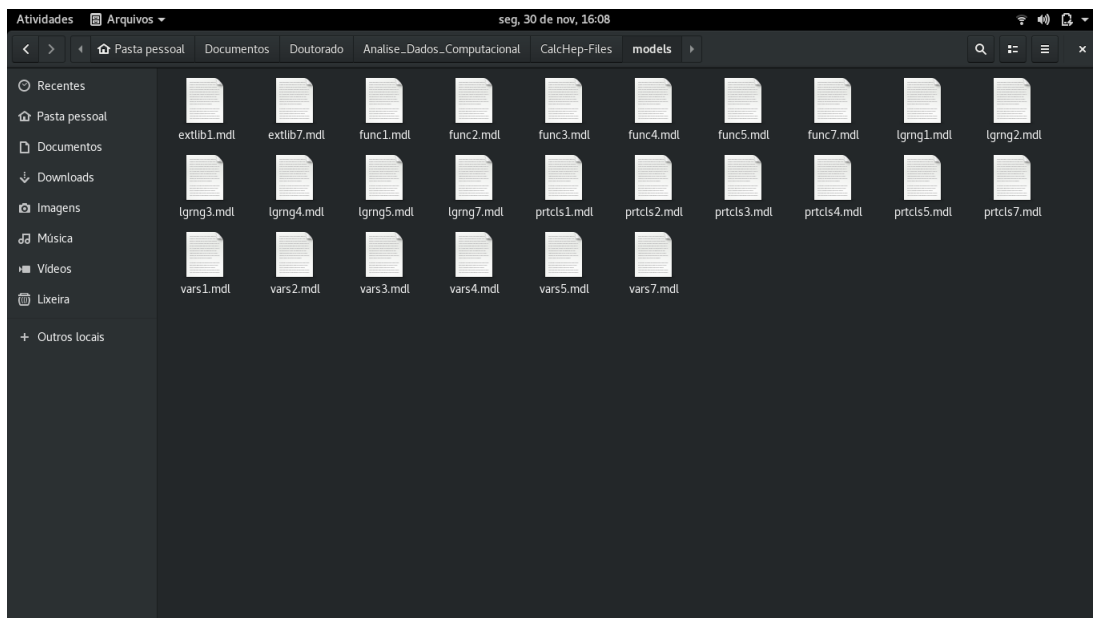 Atividades Arquivos seg, 30 de nov, 16:08
Pasta pessoal Documentos Doutorado Analise_Dados_Computacional CalcHep-Files models
Recentes
Pasta pessoal
Documentos
Downloads
Imagens
Música
Vídeos
Lixeira
Outros locais
extlib1.mdl extlib7.mdl func1.mdl func2.mdl func3.mdl func4.mdl func5.mdl func7.mdl lgrng1.mdl lgrng2.mdl
lgrng3.mdl lgrng4.mdl lgrng5.mdl lgrng7.mdl prtcls1.mdl prtcls2.mdl prtcls3.mdl prtcls4.mdl prtcls5.mdl prtcls7.mdl
vars1.mdl vars2.mdl vars3.mdl vars4.mdl vars5.mdl vars7.mdl